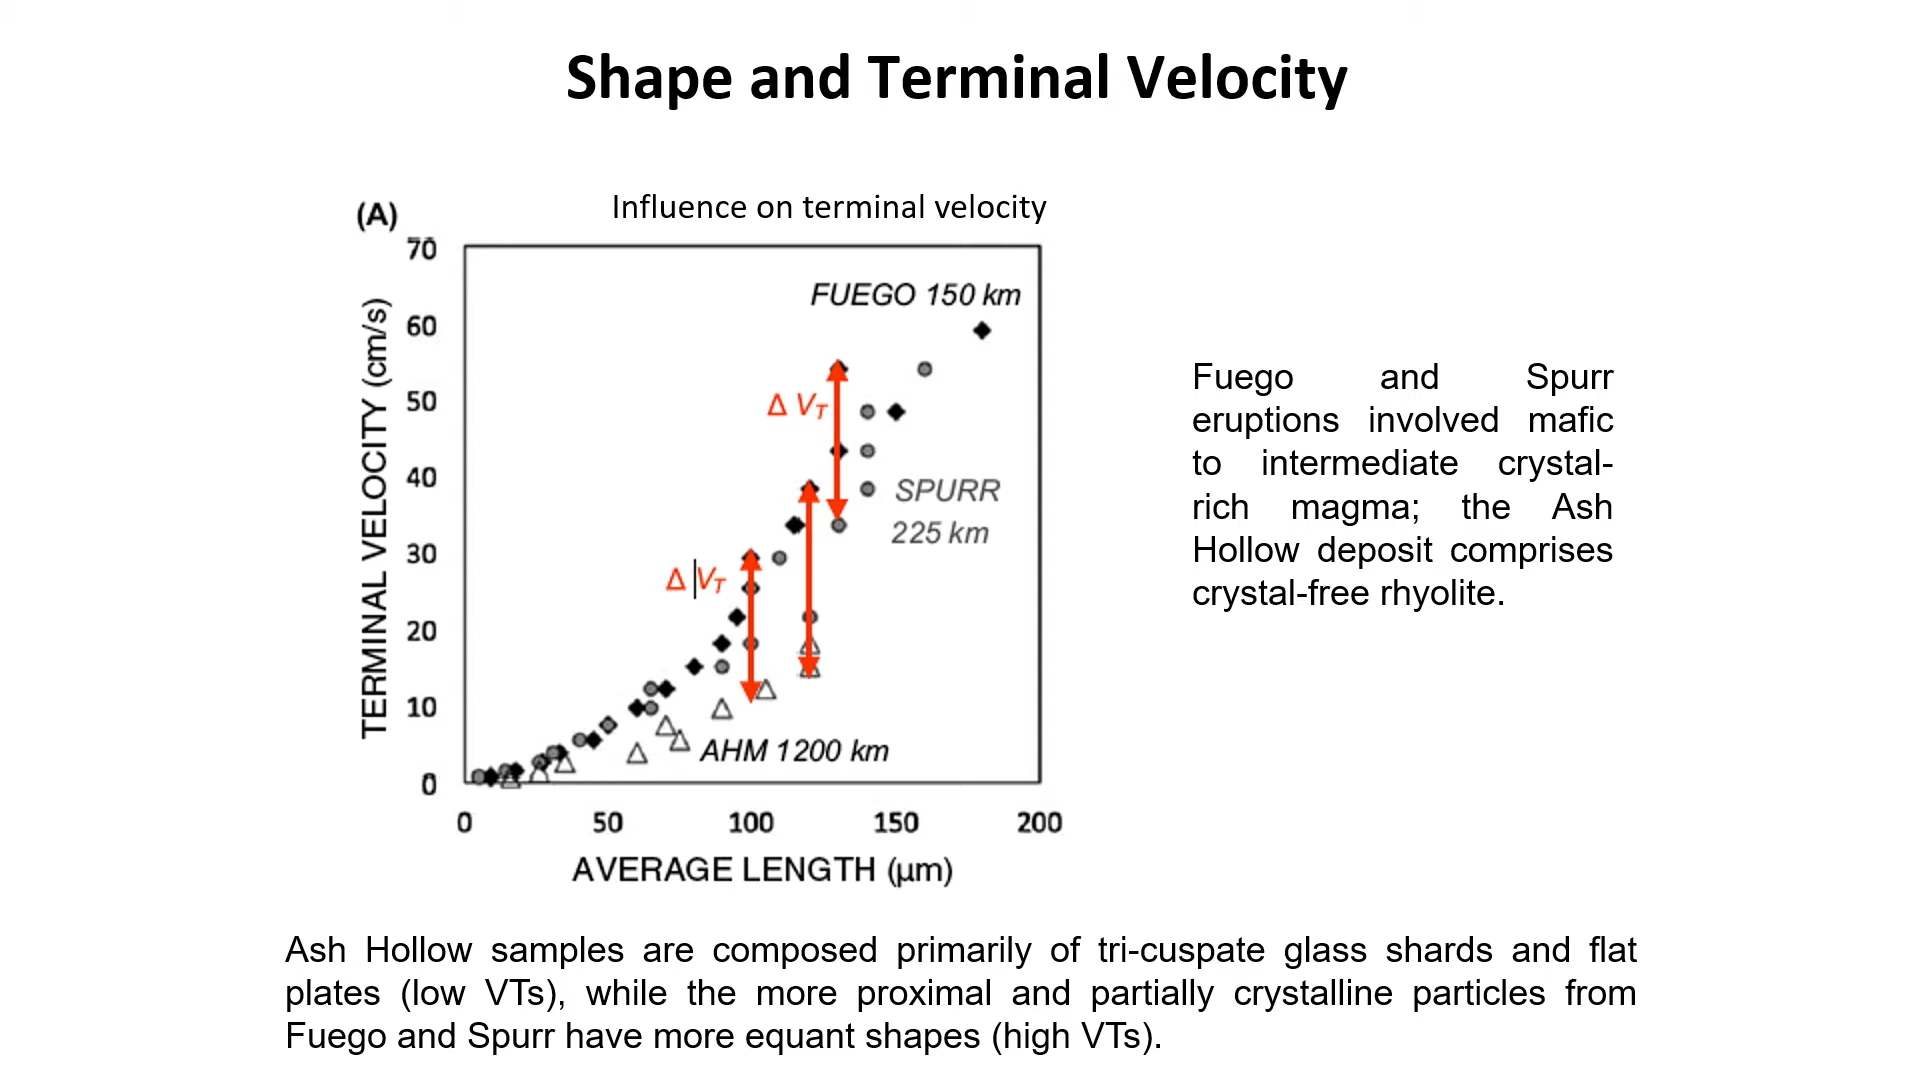 Shape and Terminal Velocity
Influence on terminal velocity
(A)
70
60
50
40
30
20
10
0
TERMINAL VELOCITY (cm/s)
FUEGO 150 km
Δ VT
SPURR
225 km
Δ VT
AHM 1200 km
0 50 100 150 200
AVERAGE LENGTH (µm)
Fuego and Spurr
eruptions involved mafic
to intermediate crystal-
rich magma; the Ash
Hollow deposit comprises
crystal-free rhyolite.
Ash Hollow samples are composed primarily of tri-cuspate glass shards and flat
plates (low VTs), while the more proximal and partially crystalline particles from
Fuego and Spurr have more equant shapes (high VTs).